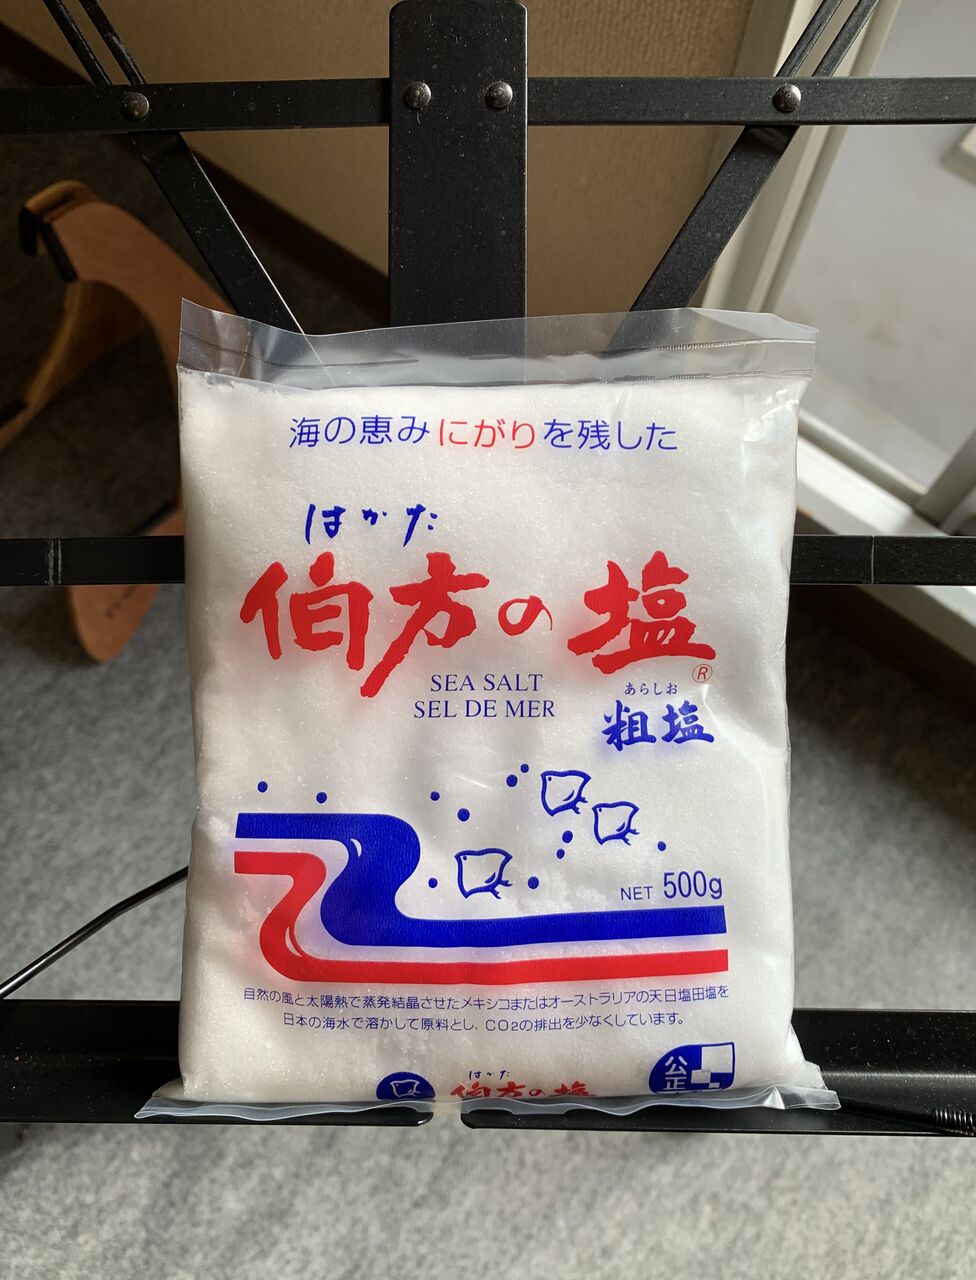 海の恵みにがりを残した
はかた
伯方の塩®
SEA SALT
SEL DE MER
あらしお
粗塩
NET 500g
自然の風と太陽熱で蒸発結晶させたメキシコまたはオーストラリアの天日塩田塩を
日本の海水で溶かして原料とし、CO2の排出を少なくしています。
はかた
伯方の塩
公正